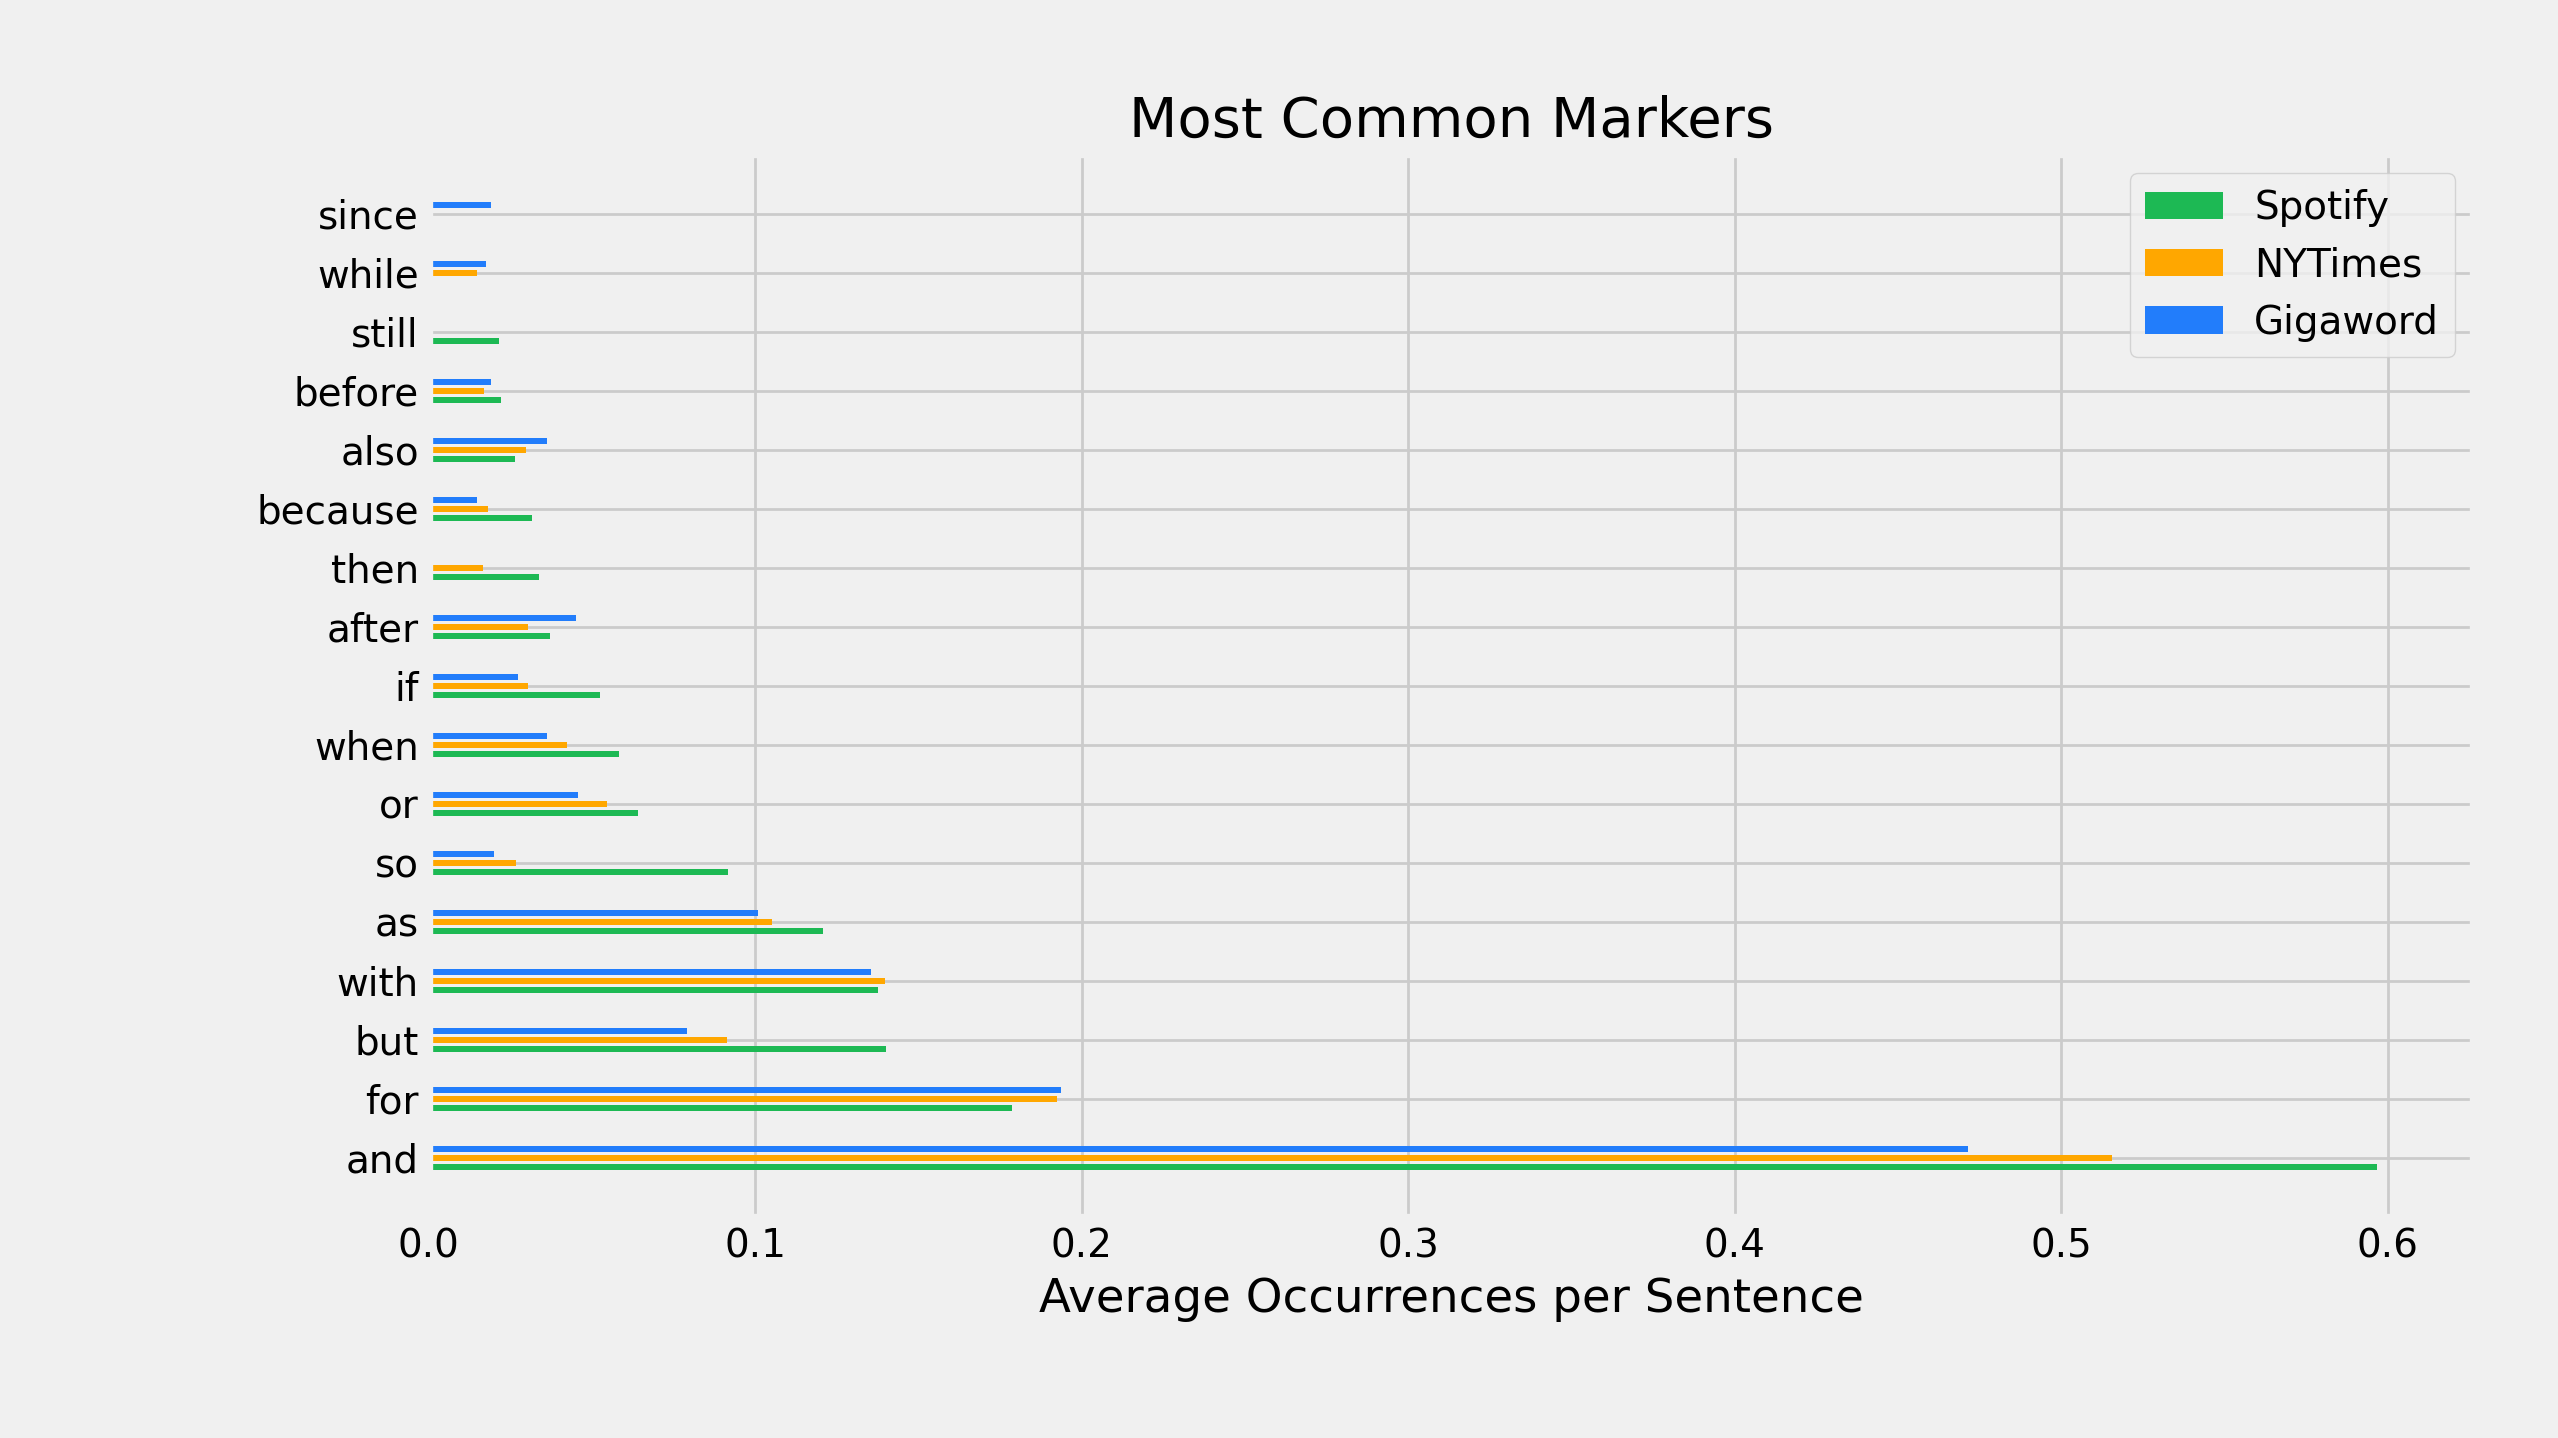 Most Common Markers
Spotify
NYTimes
Gigaword
since
while
still
before
also
because
then
after
if
when
or
so
as
with
but
for
and
0.0 0.1 0.2 0.3 0.4 0.5 0.6
Average Occurrences per Sentence